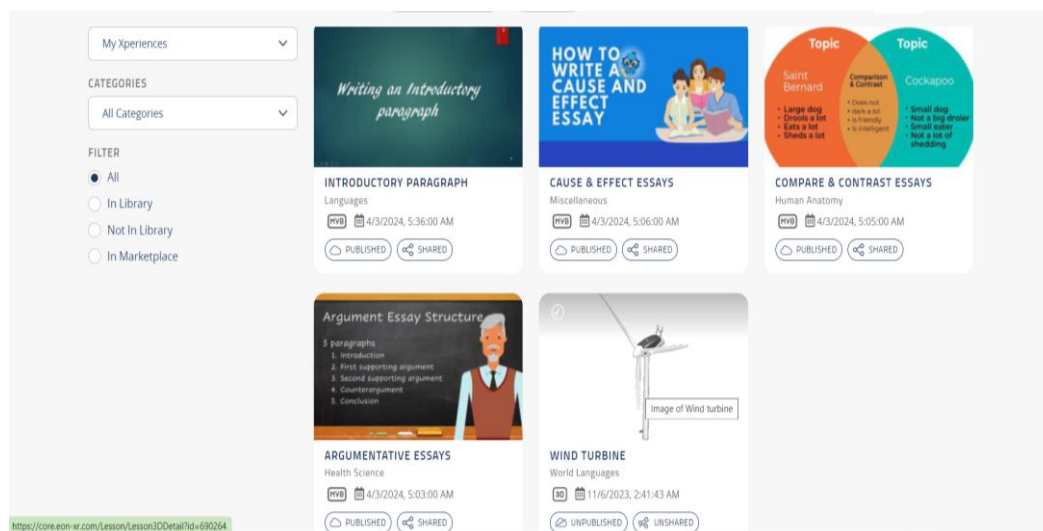 My Xperiences
CATEGORIES
All Categories
FILTER
All
In Library
Not In Library
In Marketplace
Writing an Introductory
paragraph
INTRODUCTORY PARAGRAPH
Languages
MVB 4/3/2024, 5:36:00 AM
PUBLISHED SHARED
HOW TO
WRITE A
CAUSE AND
EFFECT
ESSAY
CAUSE & EFFECT ESSAYS
Miscellaneous
MVB 4/3/2024, 5:06:00 AM
PUBLISHED SHARED
Topic Topic
Saint
Bernard
Comparison
& Contrast
Cockapoo
• Large dog
• Drools a lot
• Eats a lot
• Sheds a lot
• Does not
• dark a lot
• is friendly
• is intelligent
• Small dog
• Not a big droler
• Small ester
• Not a lot of
shedding
COMPARE & CONTRAST ESSAYS
Human Anatomy
MVB 4/3/2024, 5:05:00 AM
PUBLISHED SHARED
Argument Essay Structure
5 paragraphs
1. Introduction
2. First supporting argument
3. Second supporting argument
4. Counterargument
5. Conclusion
ARGUMENTATIVE ESSAYS
Health Science
MVB 4/3/2024, 5:03:00 AM
PUBLISHED SHARED
Image of Wind turbine
WIND TURBINE
World Languages
3D 11/6/2023, 2:41:43 AM
UNPUBLISHED UNSHARED
https://core.eon-xr.com/Lesson/Lesson3DDetail?id=690264